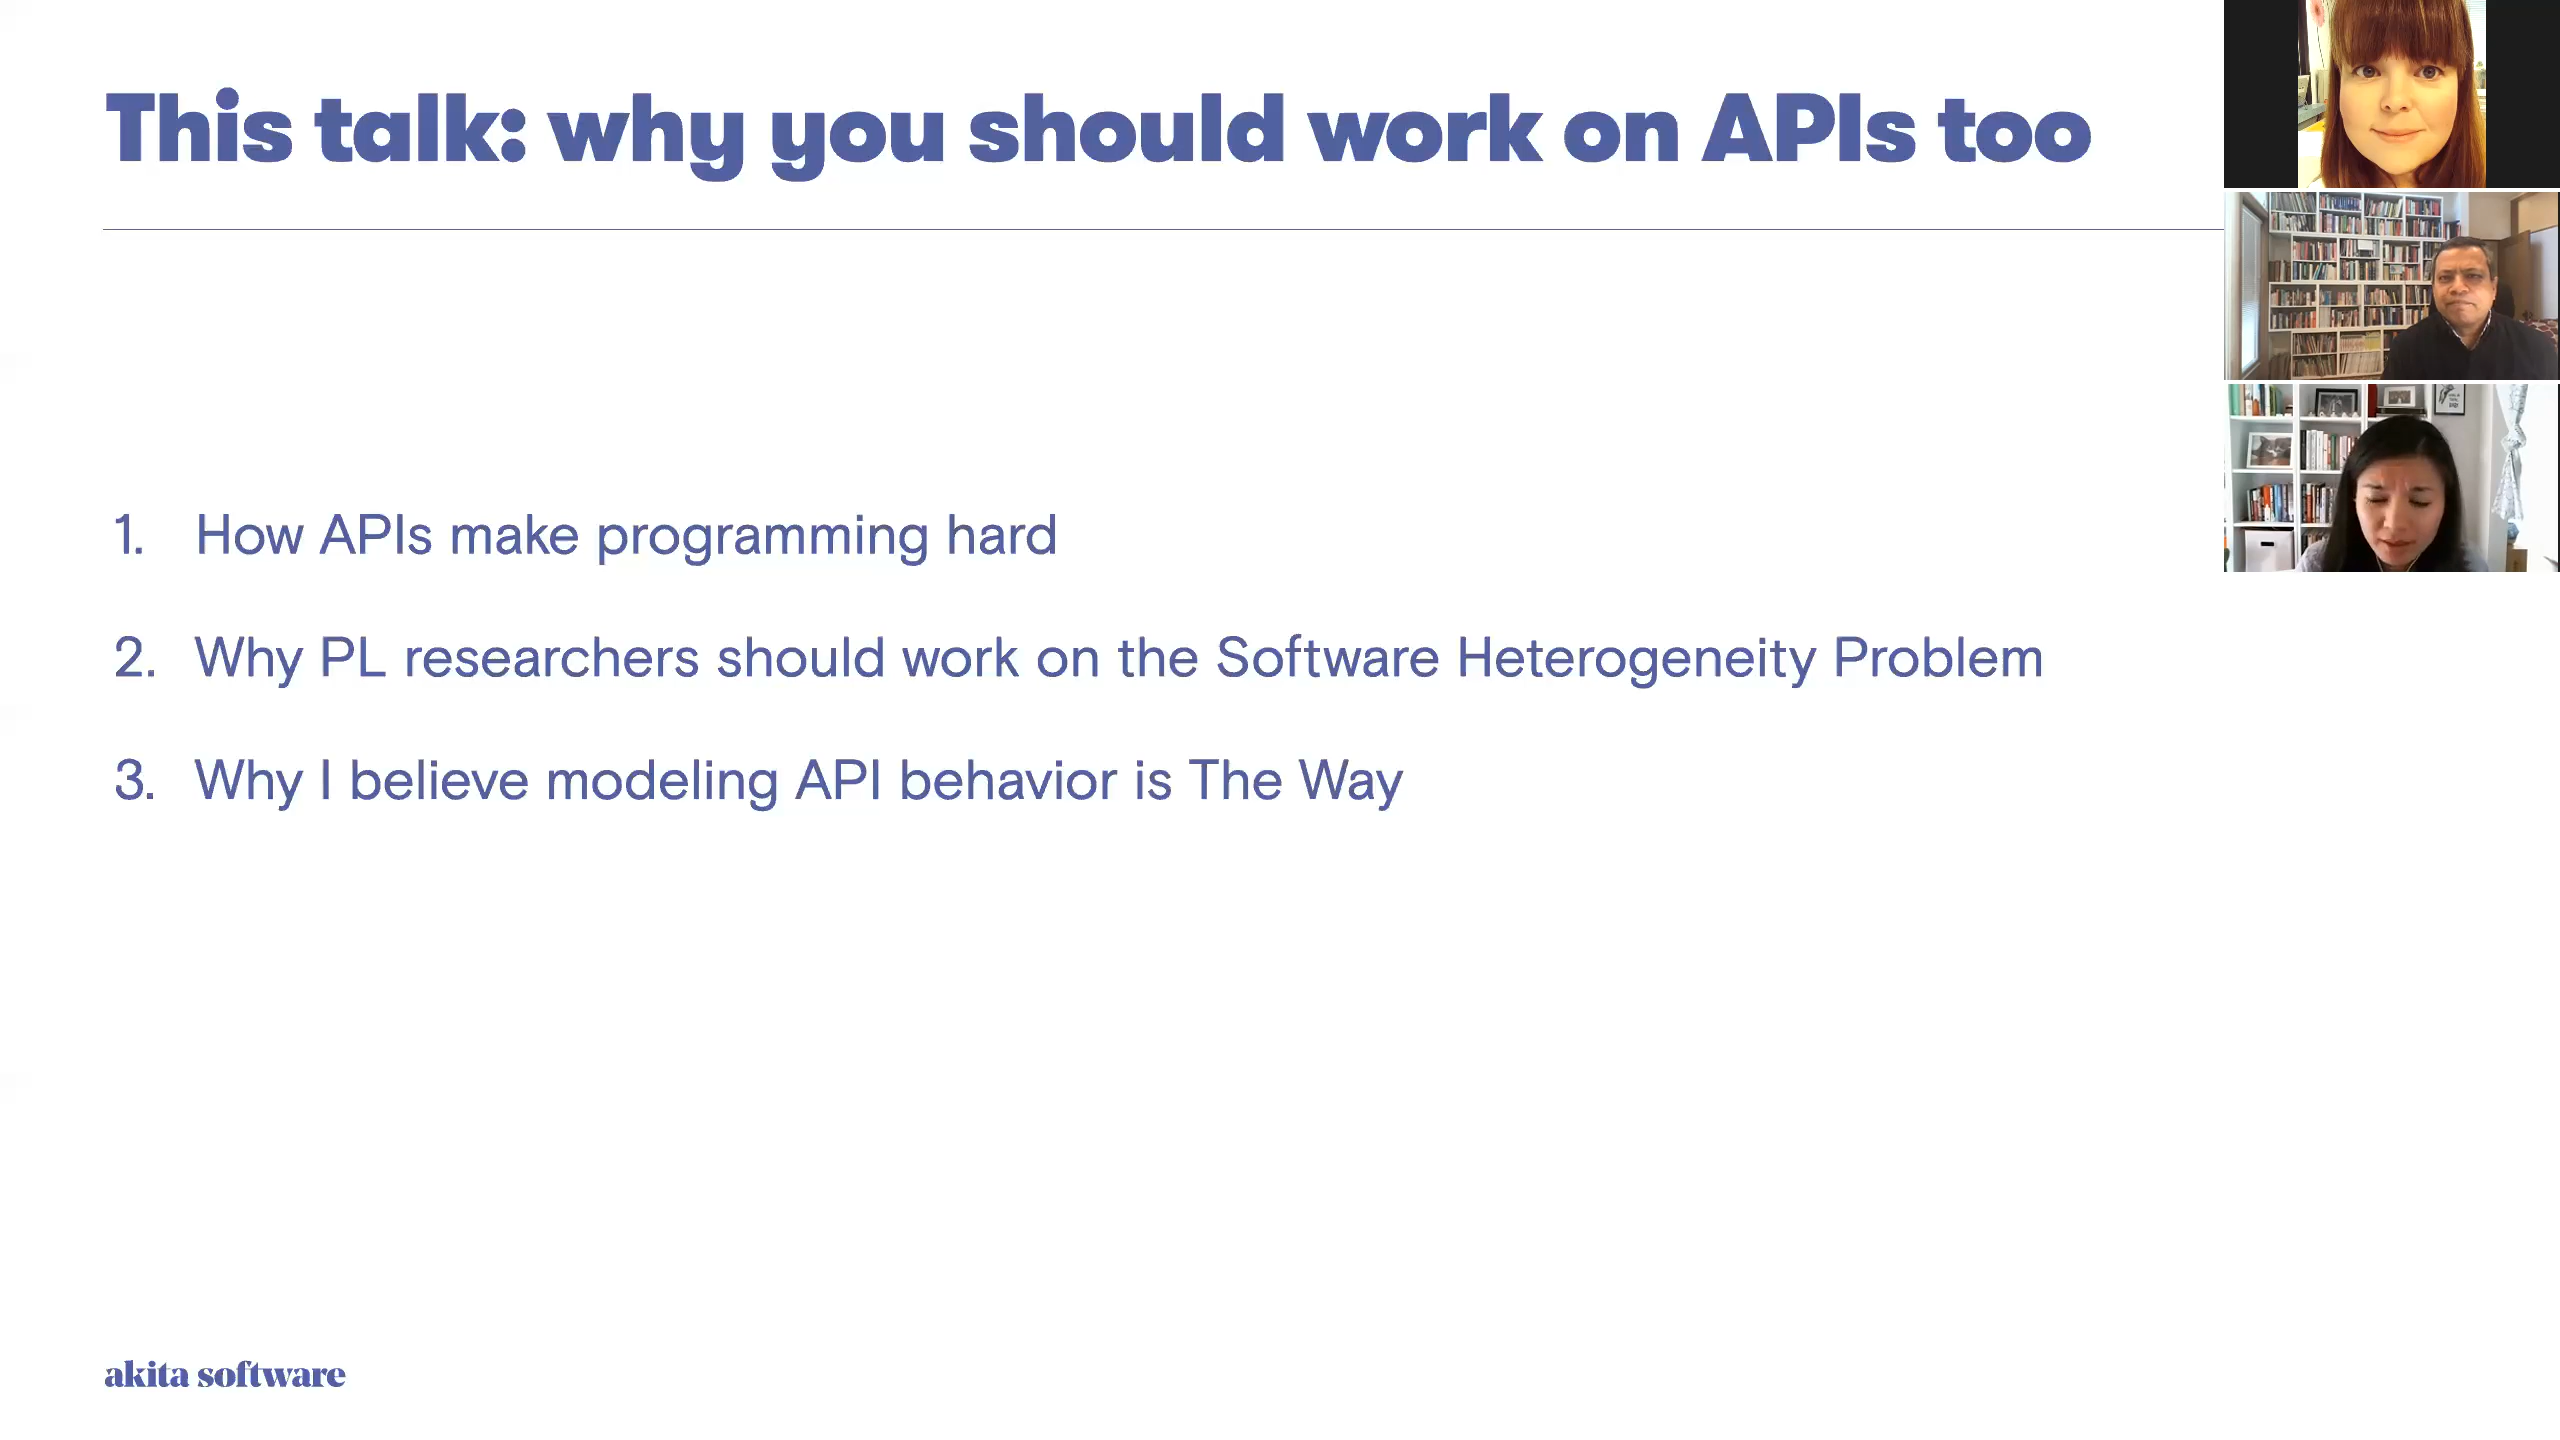 This talk: why you should work on APIs too
1. How APIs make programming hard
2. Why PL researchers should work on the Software Heterogeneity Problem
3. Why I believe modeling API behavior is The Way
akita software